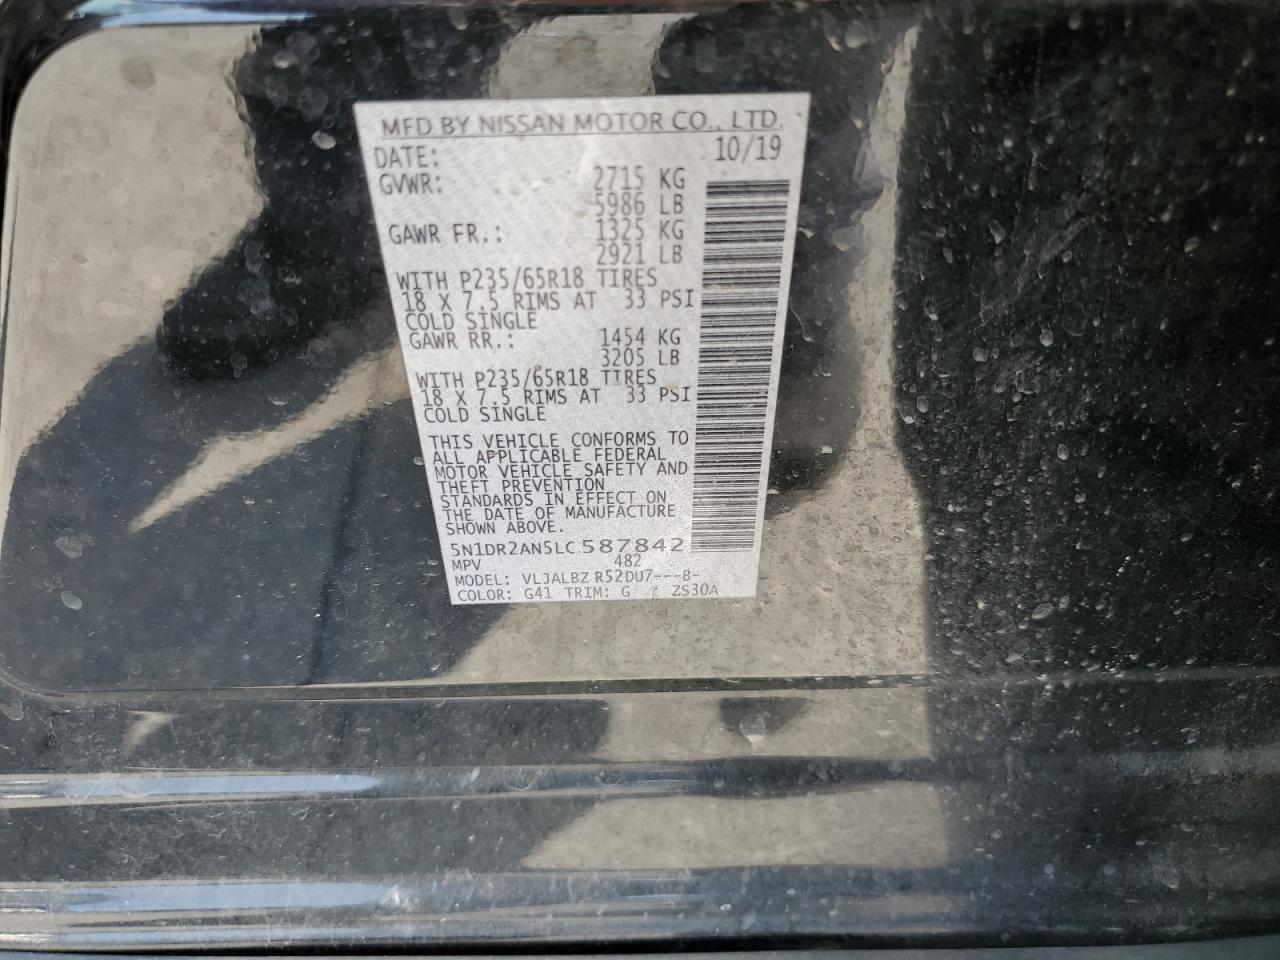 MFD BY NISSAN MOTOR CO., LTD.
DATE: 10/19
GVWR: 2715 KG
5986 LB
GAWR FR.: 1325 KG
2921 LB
WITH P235/65R18 TIRES
18 X 7.5 RIMS AT 33 PSI
COLD SINGLE
GAWR RR.: 1454 KG
3205 LB
WITH P235/65R18 TIRES
18 X 7.5 RIMS AT 33 PSI
COLD SINGLE
THIS VEHICLE CONFORMS TO
ALL APPLICABLE FEDERAL
MOTOR VEHICLE SAFETY AND
THEFT PREVENTION
STANDARDS IN EFFECT ON
THE DATE OF MANUFACTURE
SHOWN ABOVE.
5N1DR2AN5LC587842
MPV 482
MODEL: VLJALBZ R52DU7---B-
COLOR: G41 TRIM: G ZS30A